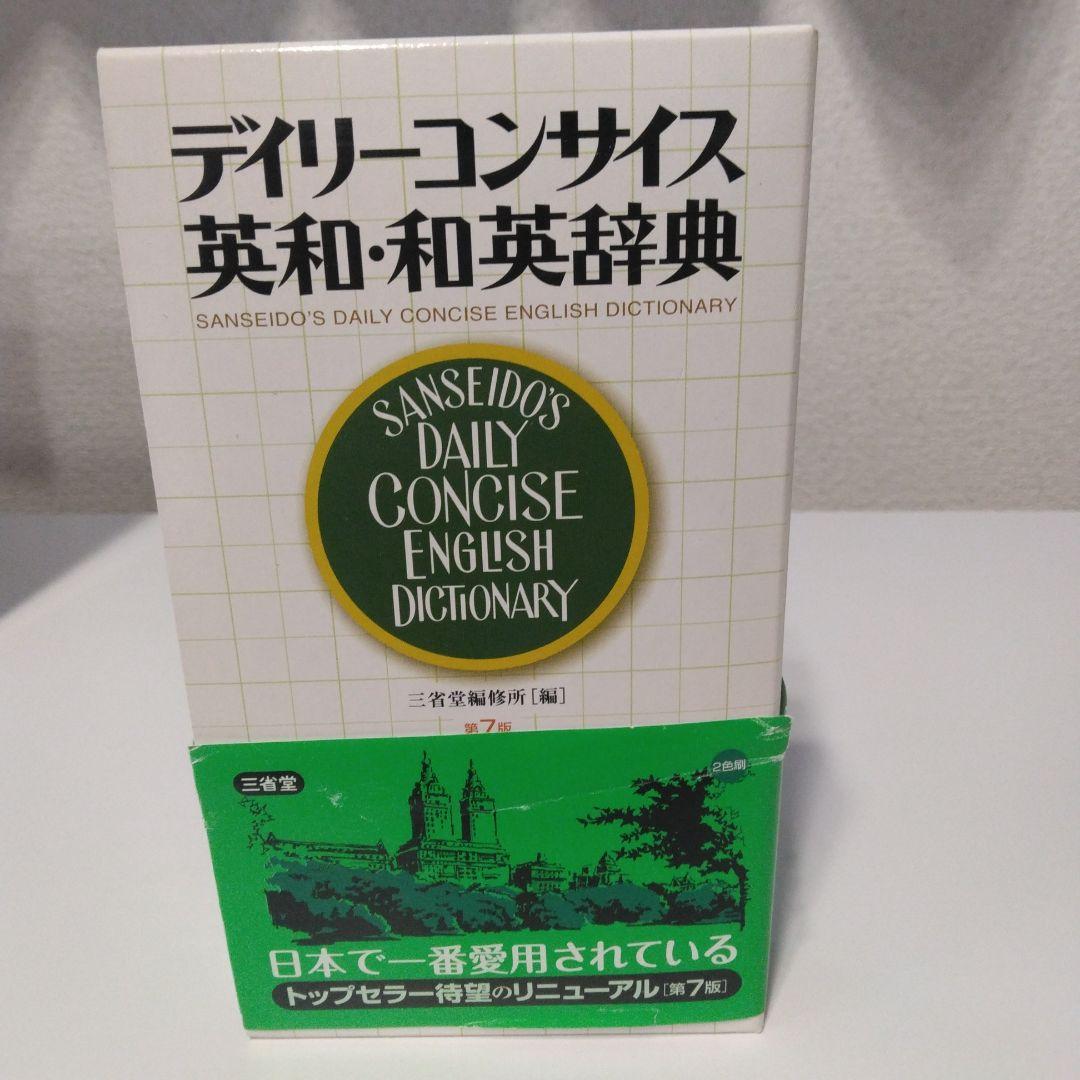 デイリーコンサイス
英和・和英辞典
SANSEIDO'S DAILY CONCISE ENGLISH DICTIONARY
SANSEIDO'S
DAILY
CONCISE
ENGLISH
DICTIONARY
三省堂編修所[編]
第7版
三省堂
2色刷
日本で一番愛用されている
トップセラー待望のリニューアル[第7版]